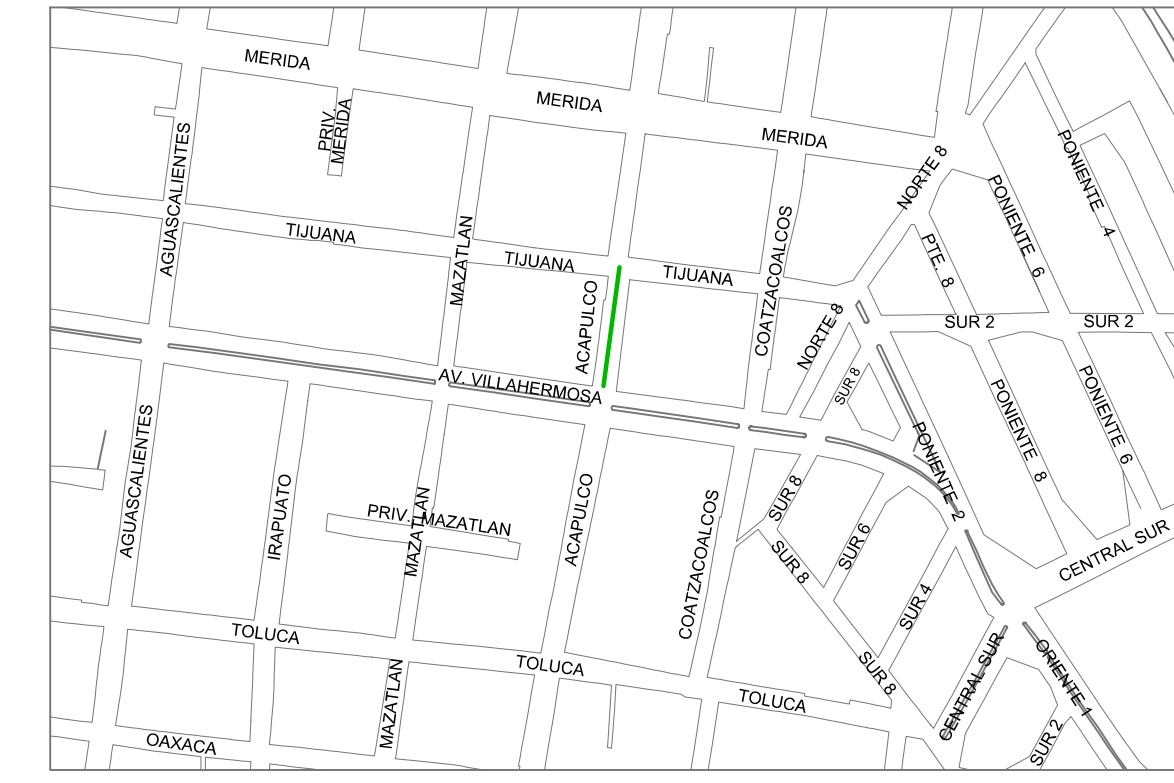 MERIDA
MERIDA
MERIDA
PRIV.
MERIDA
AGUASCALIENTES
NORTE 8
PONIENTE 4
PONIENTE 6
TIJUANA
MAZATLAN
TIJUANA
TIJUANA
COATZACOALCOS
PTE. 8
ACAPULCO
NORTE 8
SUR 2
SUR 2
AV. VILLAHERMOSA
SUR 8
PONIENTE 8
PONIENTE 6
AGUASCALIENTES
IRAPUATO
PRIV. MAZATLAN
MAZATLAN
ACAPULCO
COATZACOALCOS
SUR 8
PONIENTE 2
SUR 6
SUR 8
CENTRAL SUR
SUR 4
TOLUCA
TOLUCA
SUR 8
CENTRAL SUR
ORIENTE 1
MAZATLAN
TOLUCA
OAXACA
SUR 2